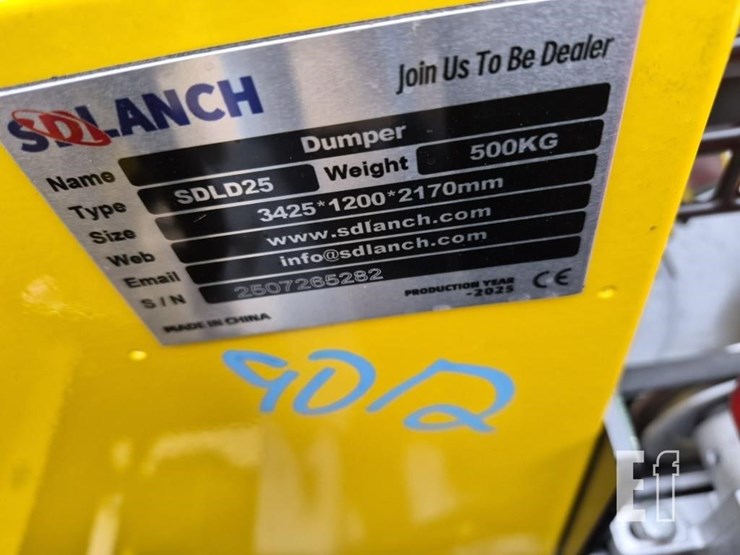 SDLANCH
Join Us To Be Dealer
Name Dumper
Type SDLD25 Weight 500KG
Size 3425*1200*2170mm
Web www.sdlanch.com
Email info@sdlanch.com
S/N 2507265282
PRODUCTION YEAR
-2025
CE
MADE IN CHINA
9012
Ef